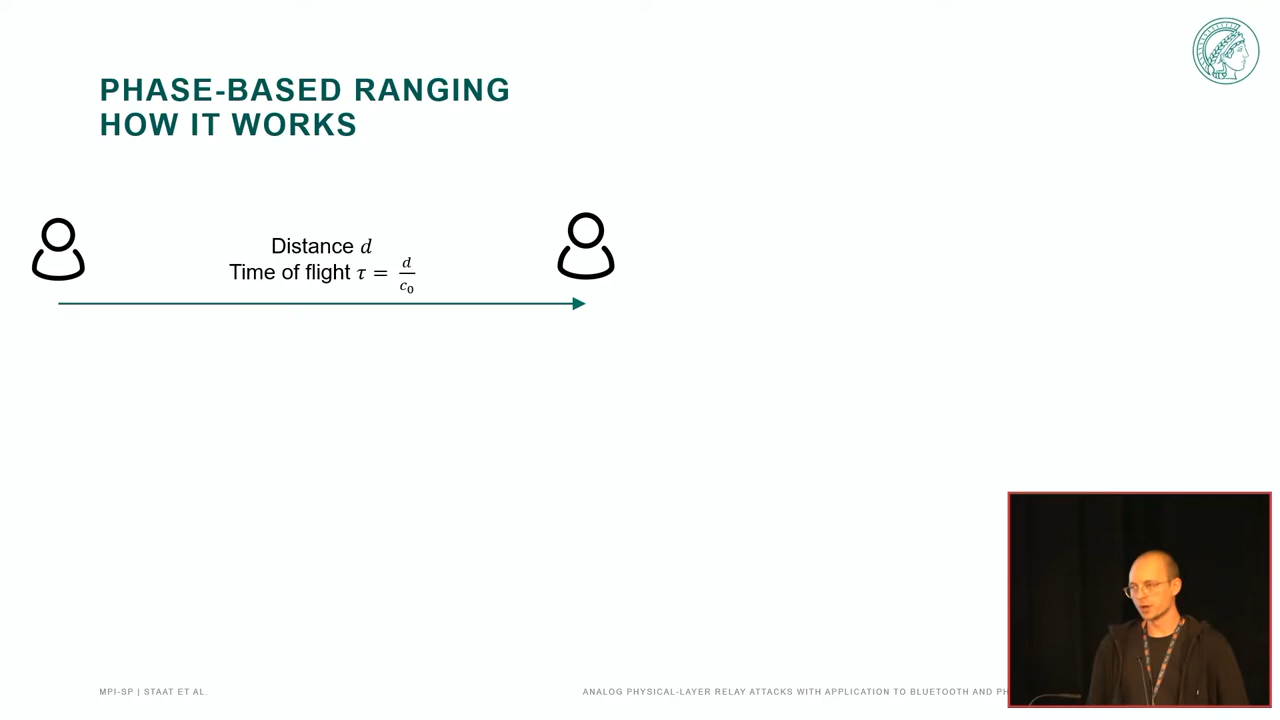 PHASE-BASED RANGING
HOW IT WORKS
Distance d
Time of flight τ = d/c₀
MPI-SP | STAAT ET AL.
ANALOG PHYSICAL-LAYER RELAY ATTACKS WITH APPLICATION TO BLUETOOTH AND